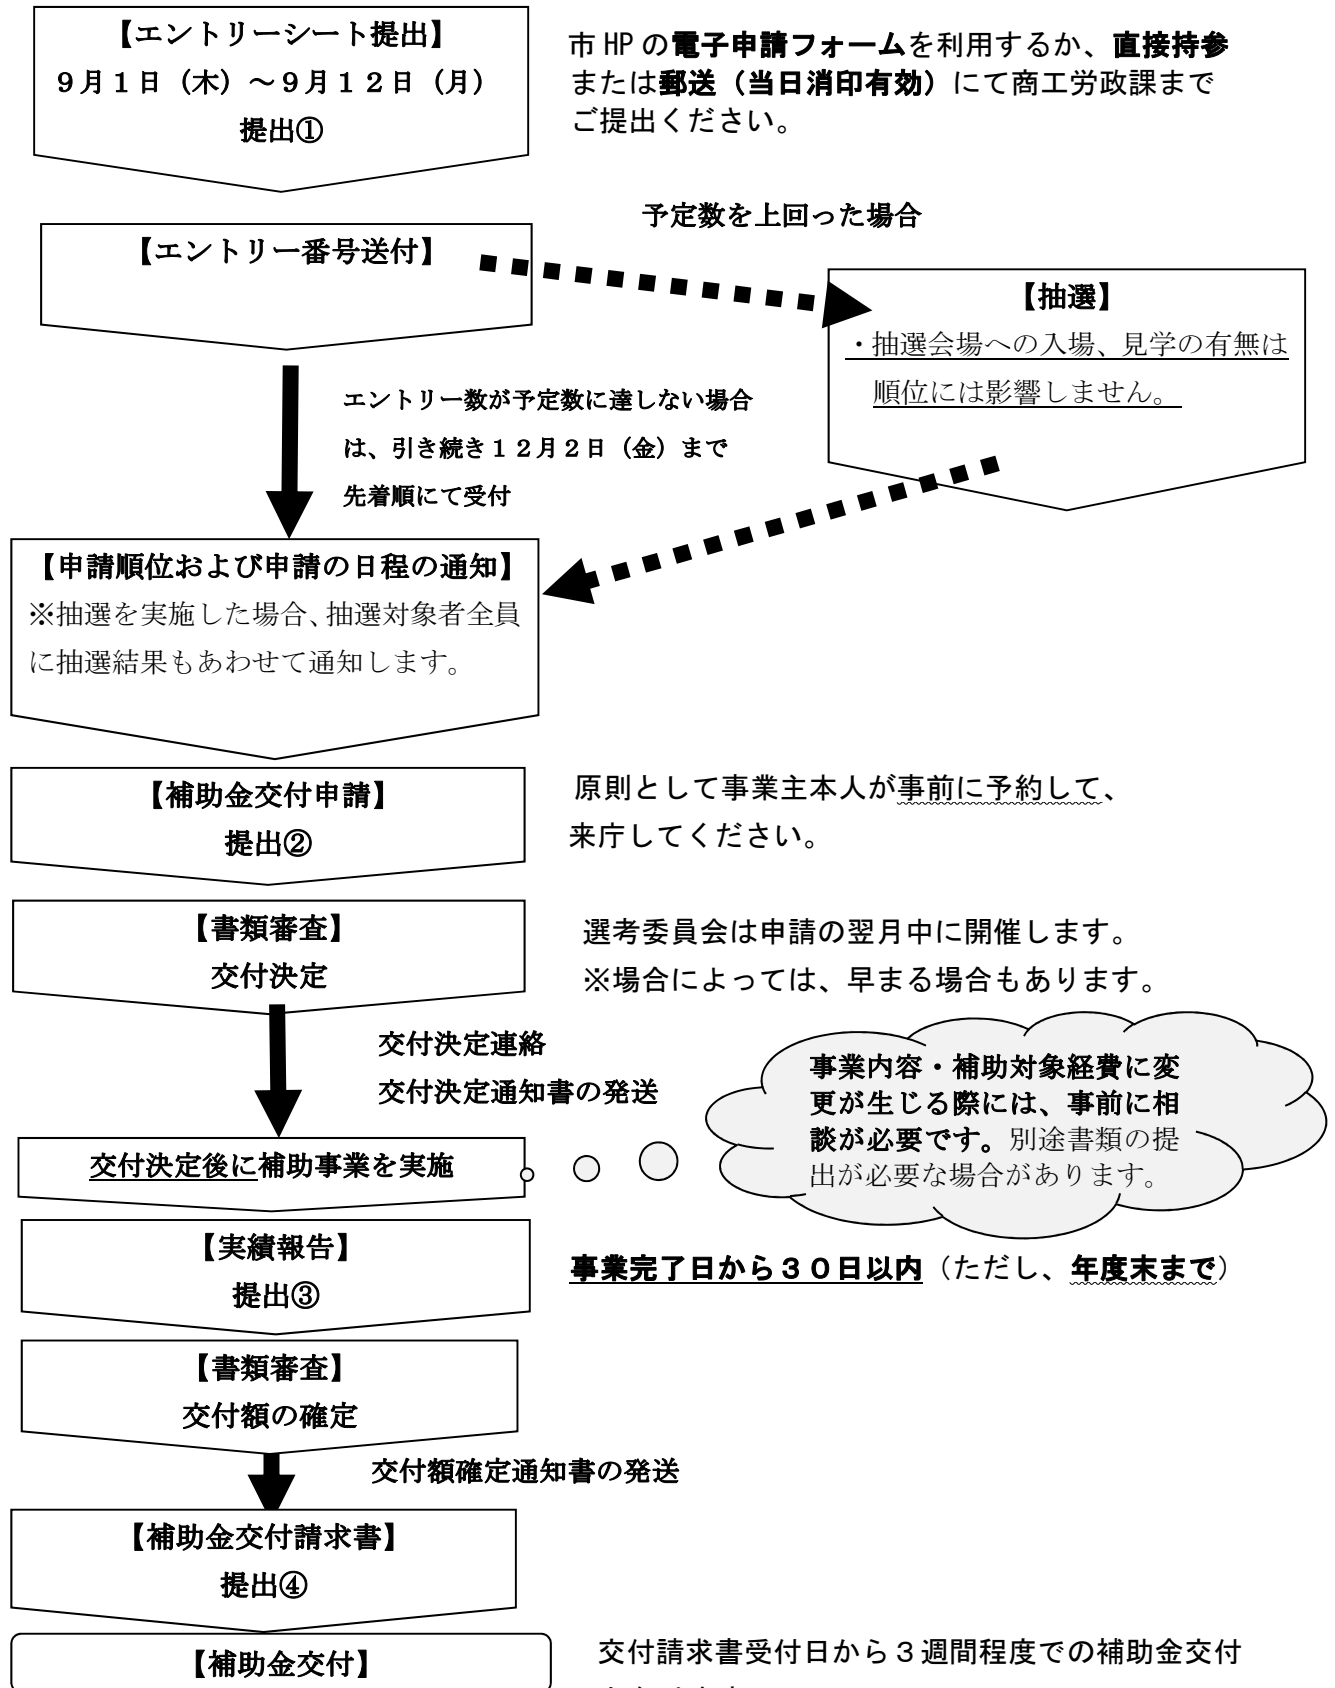 【エントリーシート提出】
９月１日（木）～９月１２日（月）
提出①
市 HP の電子申請フォームを利用するか、直接持参
または郵送（当日消印有効）にて商工労政課まで
ご提出ください。
予定数を上回った場合
【エントリー番号送付】
【抽選】
・抽選会場への入場、見学の有無は
順位には影響しません。
エントリー数が予定数に達しない場合
は、引き続き１２月２日（金）まで
先着順にて受付
【申請順位および申請の日程の通知】
※抽選を実施した場合、抽選対象者全員
に抽選結果もあわせて通知します。
【補助金交付申請】
提出②
原則として事業主本人が事前に予約して、
来庁してください。
【書類審査】
交付決定
選考委員会は申請の翌月中に開催します。
※場合によっては、早まる場合もあります。
交付決定連絡
交付決定通知書の発送
事業内容・補助対象経費に変
更が生じる際には、事前に相
談が必要です。別途書類の提
出が必要な場合があります。
交付決定後に補助事業を実施
【実績報告】
提出③
事業完了日から３０日以内（ただし、年度末まで）
【書類審査】
交付額の確定
交付額確定通知書の発送
【補助金交付請求書】
提出④
【補助金交付】
交付請求書受付日から３週間程度での補助金交付